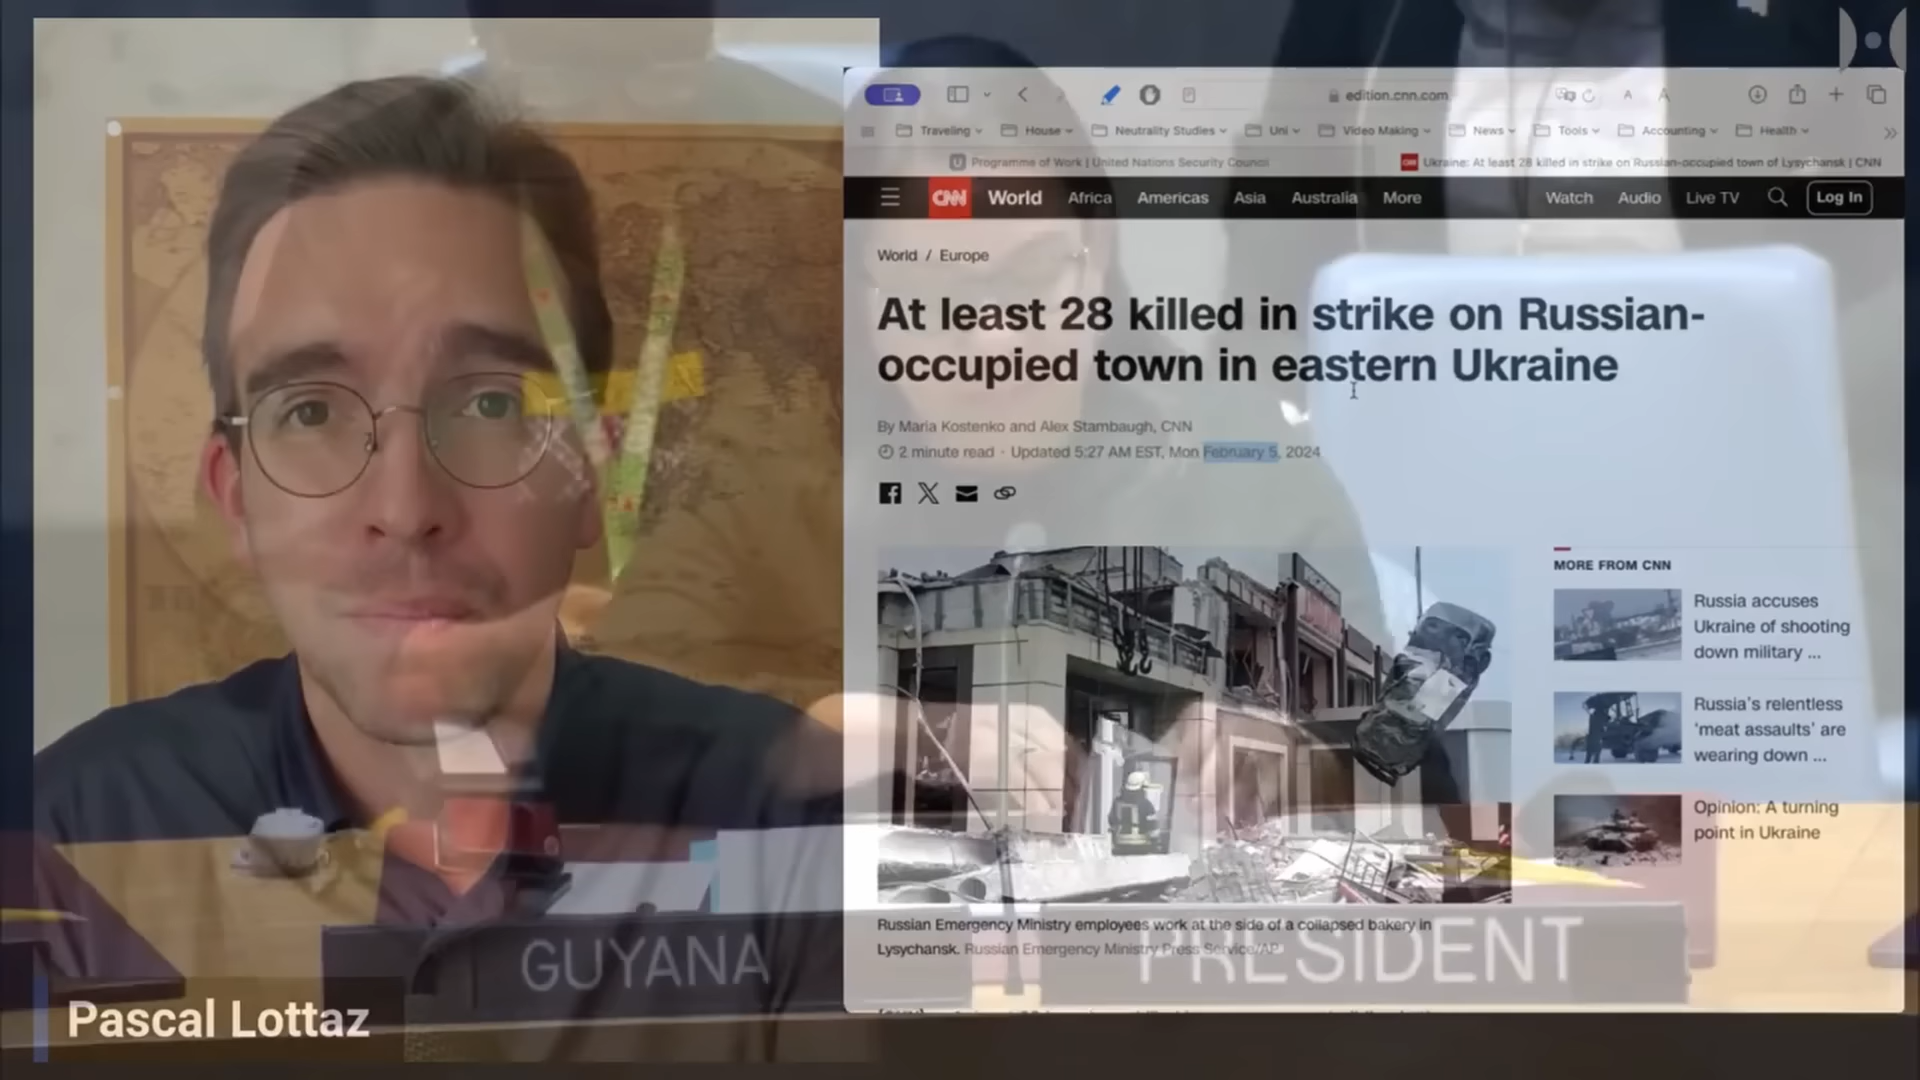 edition.cnn.com
Traveling
House
Neutrality Studies
Uni
Video Making
News
Tools
Accounting
Health
Programme of Work | United Nations Security Council
Ukraine: At least 28 killed in strike on Russian-occupied town of Lysychansk | CNN
CNN World Africa Americas Asia Australia More Watch Audio Live TV Log In
World / Europe
At least 28 killed in strike on Russian-
occupied town in eastern Ukraine
By Maria Kostenko and Alex Stambaugh, CNN
2 minute read · Updated 5:27 AM EST, Mon February 5, 2024
MORE FROM CNN
Russia accuses
Ukraine of shooting
down military ...
Russia's relentless
'meat assaults' are
wearing down ...
Opinion: A turning
point in Ukraine
Russian Emergency Ministry employees work at the side of a collapsed bakery in
Lysychansk. Russian Emergency Ministry Press Service/AP
GUYANA
PRESIDENT
Pascal Lottaz